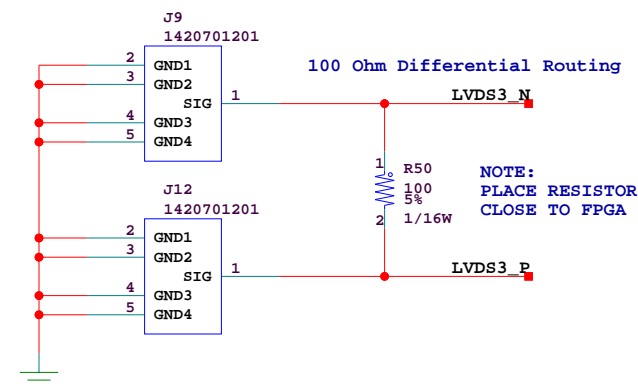 J9
1420701201
2 GND1
3 GND2
SIG 1
4 GND3
5 GND4
100 Ohm Differential Routing
LVDS3_N
1 R50
100
5%
2 1/16W
NOTE:
PLACE RESISTOR
CLOSE TO FPGA
J12
1420701201
2 GND1
3 GND2
SIG 1
4 GND3
5 GND4
LVDS3_P